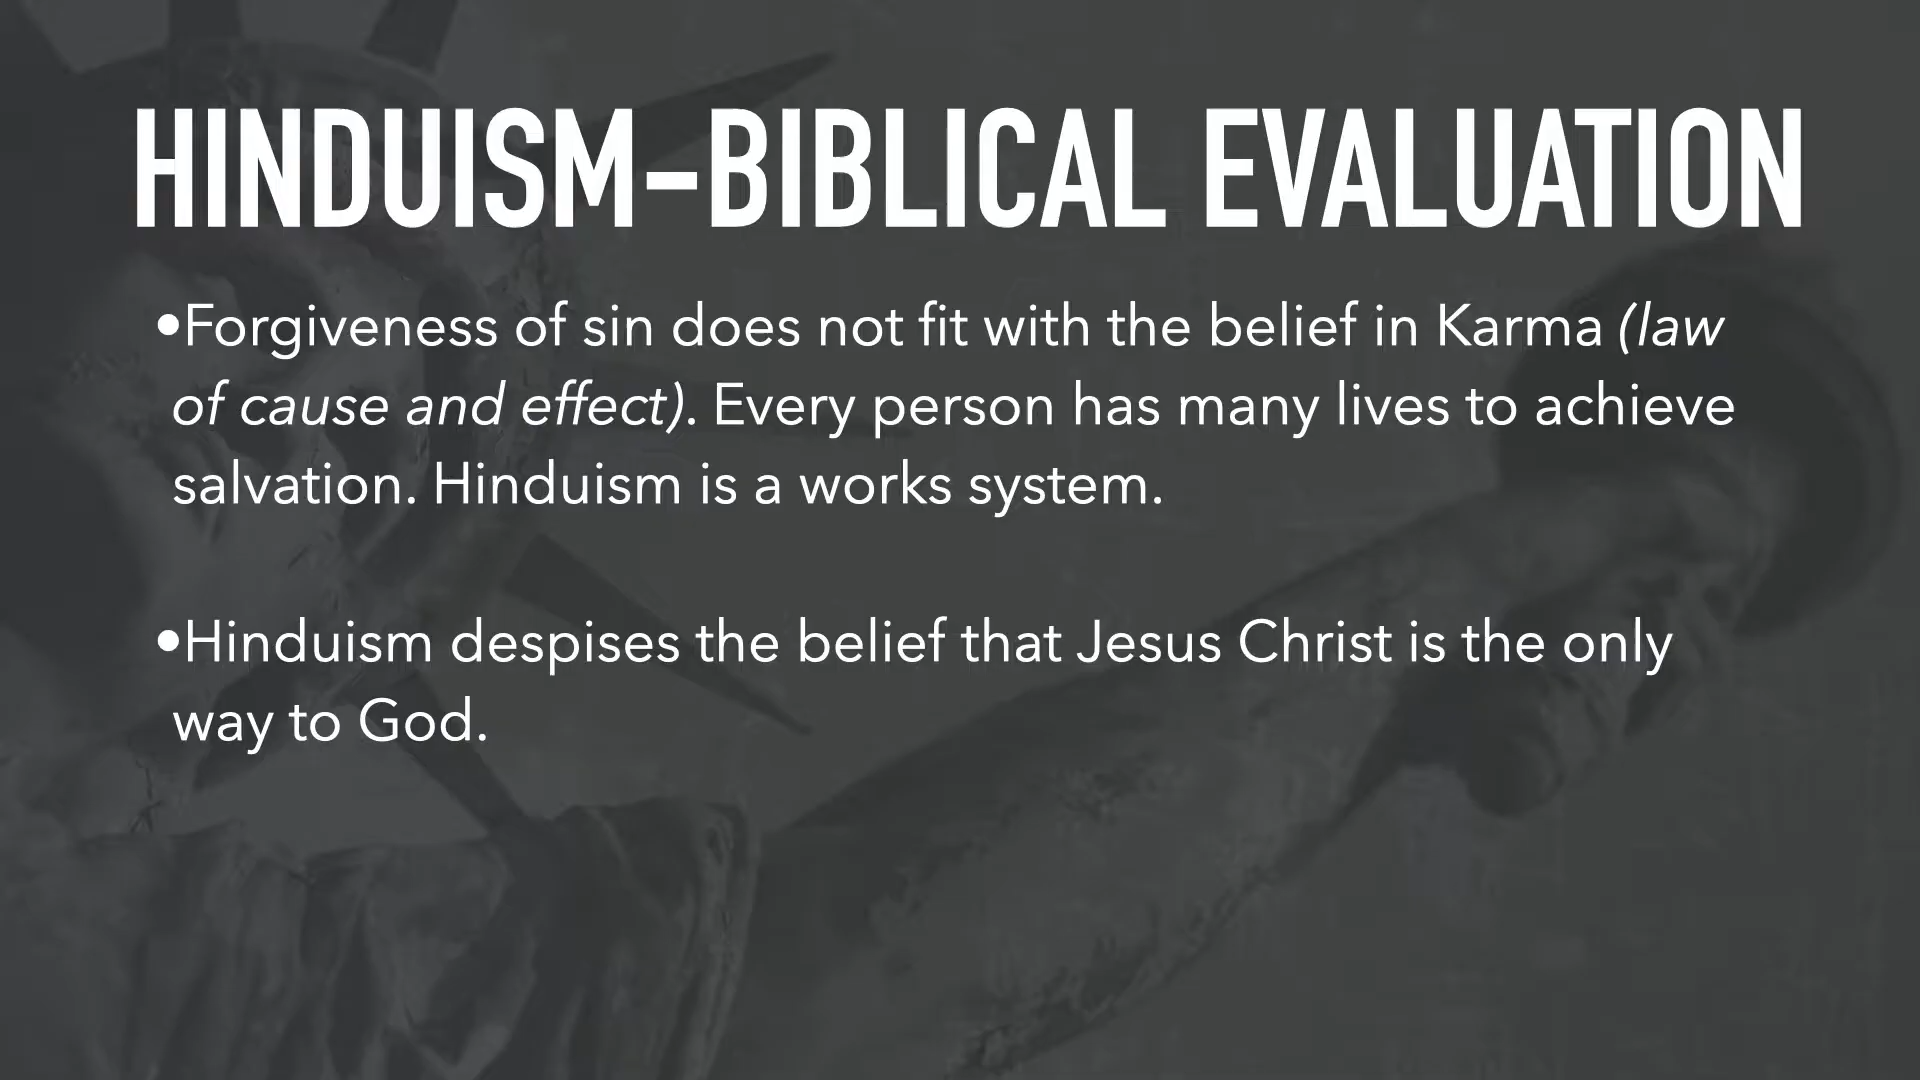 HINDUISM-BIBLICAL EVALUATION
•Forgiveness of sin does not fit with the belief in Karma (law
of cause and effect). Every person has many lives to achieve
salvation. Hinduism is a works system.
•Hinduism despises the belief that Jesus Christ is the only
way to God.